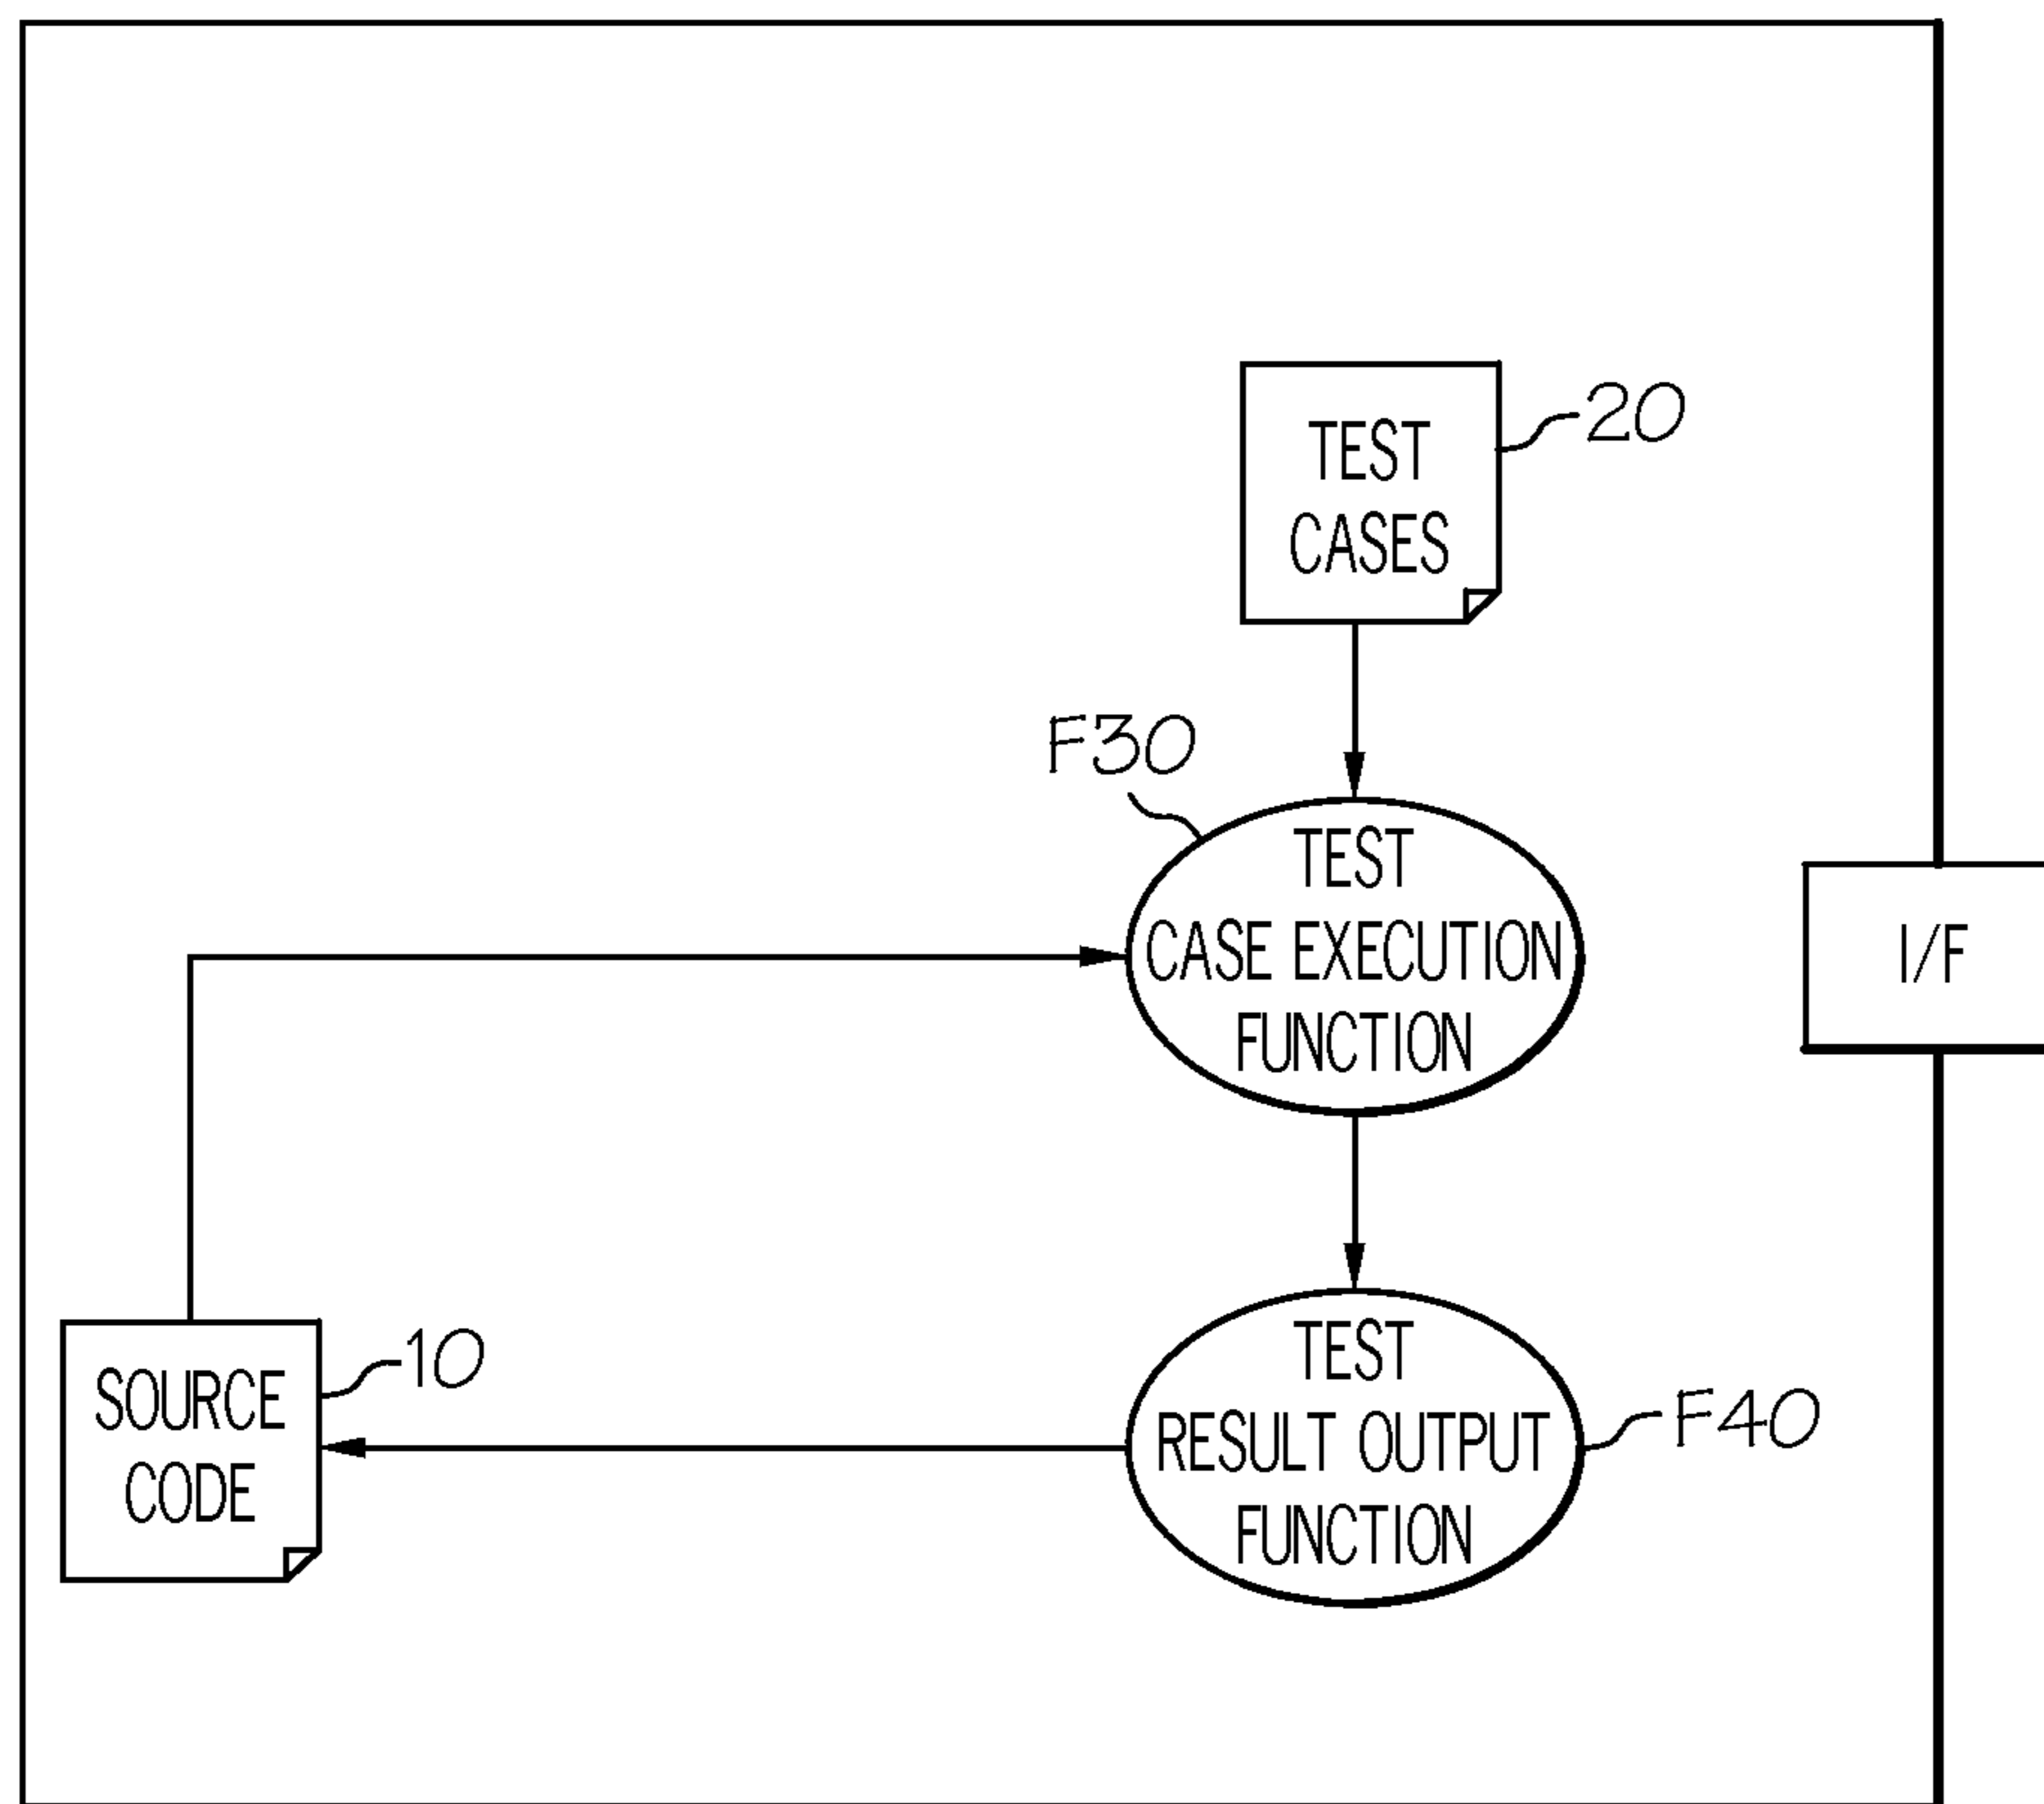 TEST
CASES
20
F30
TEST
CASE EXECUTION
FUNCTION
I/F
SOURCE
CODE
10
TEST
RESULT OUTPUT
FUNCTION
F40